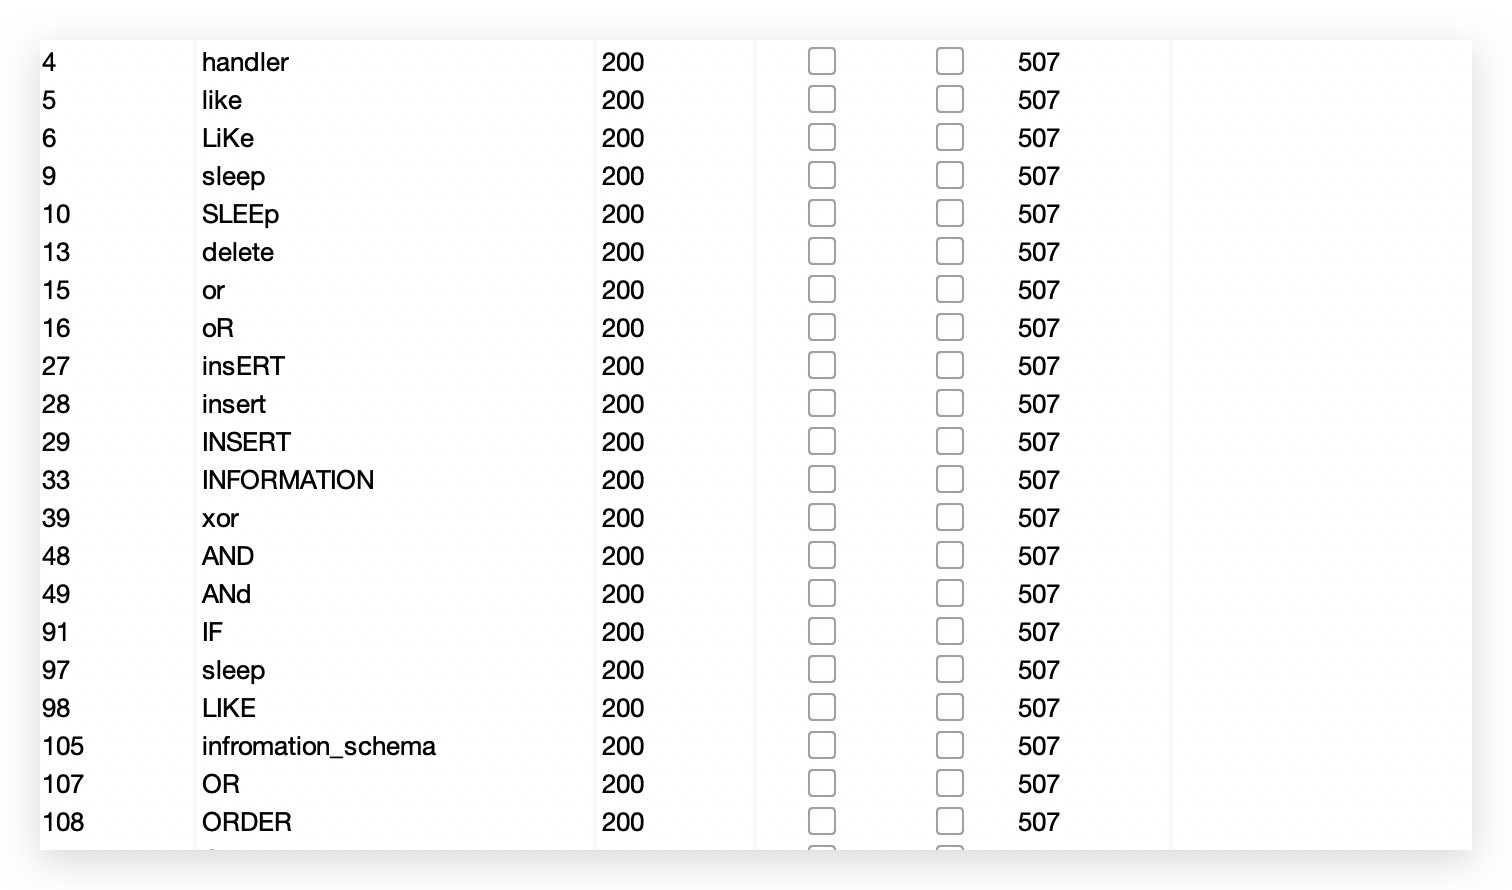 4 handler 200 507
5 like 200 507
6 LiKe 200 507
9 sleep 200 507
10 SLEEp 200 507
13 delete 200 507
15 or 200 507
16 oR 200 507
27 insERT 200 507
28 insert 200 507
29 INSERT 200 507
33 INFORMATION 200 507
39 xor 200 507
48 AND 200 507
49 ANd 200 507
91 IF 200 507
97 sleep 200 507
98 LIKE 200 507
105 infromation_schema 200 507
107 OR 200 507
108 ORDER 200 507